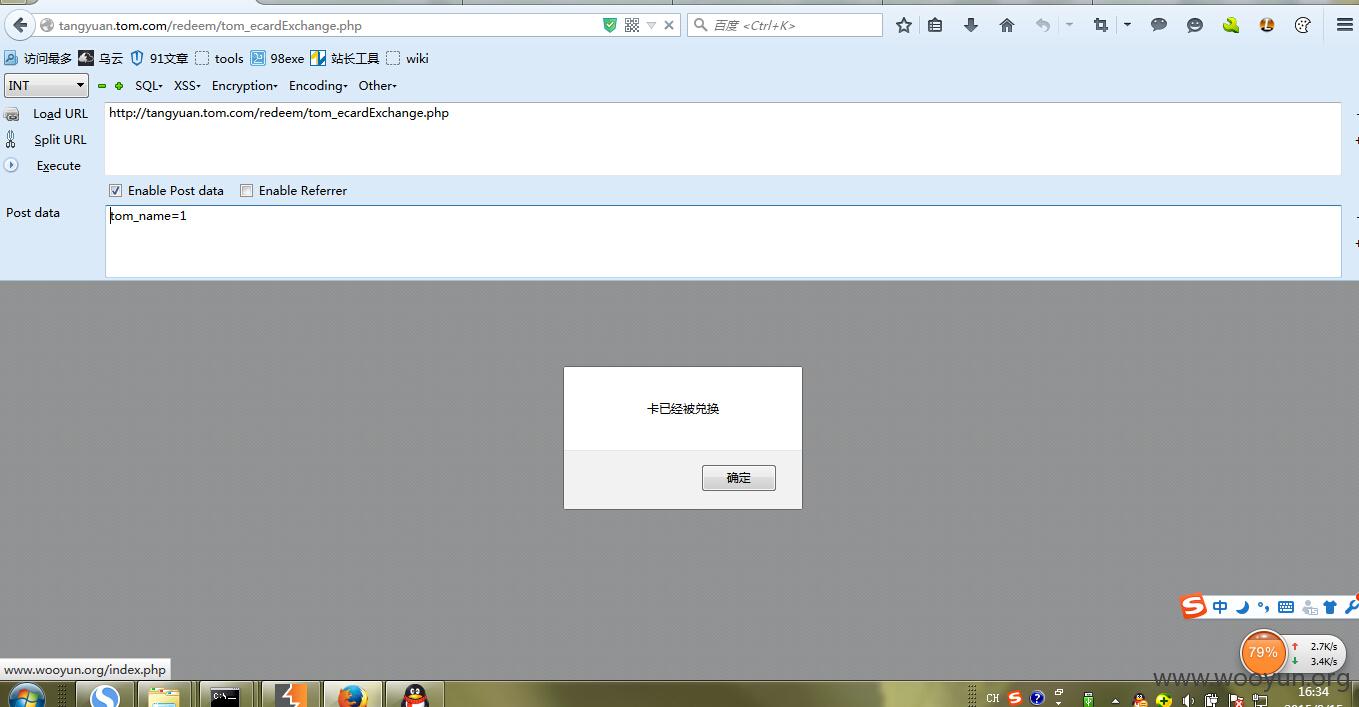 tangyuan.tom.com/redeem/tom_ecardExchange.php
百度 <Ctrl+K>
访问最多 乌云 91文章 tools 98exe 站长工具 wiki
INT SQL XSS Encryption Encoding Other
Load URL http://tangyuan.tom.com/redeem/tom_ecardExchange.php
Split URL
Execute
Enable Post data Enable Referrer
Post data tom_name=1
卡已经被兑换
确定
中
79% 2.7K/s
3.4K/s
www.wooyun.org/index.php
www.wooyun.org
CH 16:34